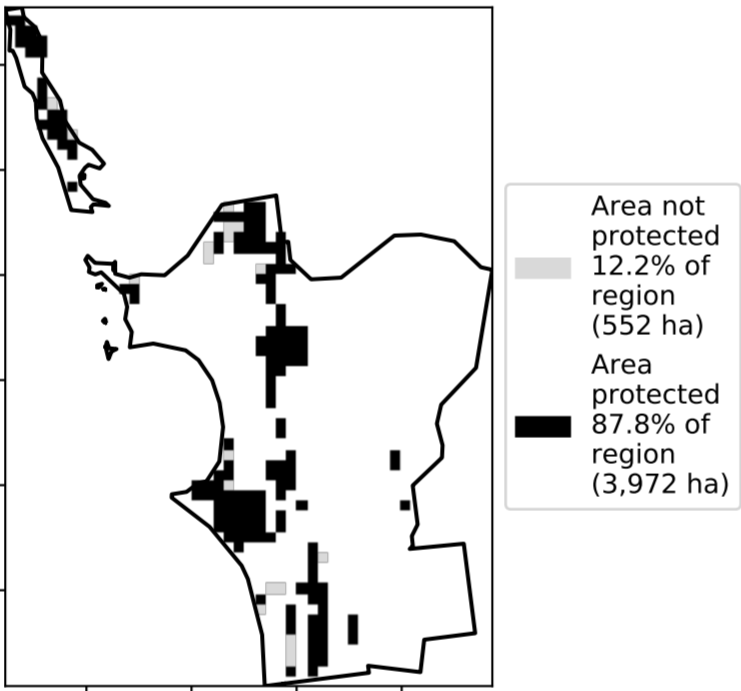 Area not
protected
12.2% of
region
(552 ha)
Area
protected
87.8% of
region
(3,972 ha)